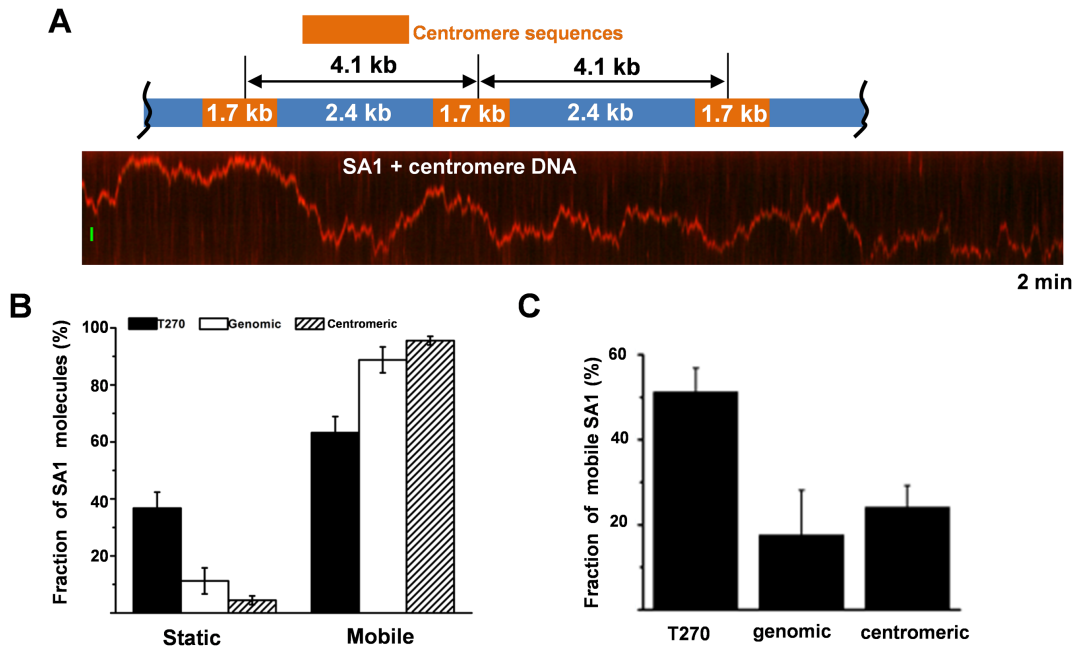 A
Centromere sequences
4.1 kb 4.1 kb
1.7 kb 2.4 kb 1.7 kb 2.4 kb 1.7 kb
SA1 + centromere DNA
2 min
B
T270 Genomic Centromeric
Fraction of SA1 molecules (%)
100
80
60
40
20
Static Mobile
C
Fraction of mobile SA1 (%)
60
40
20
T270 genomic centromeric